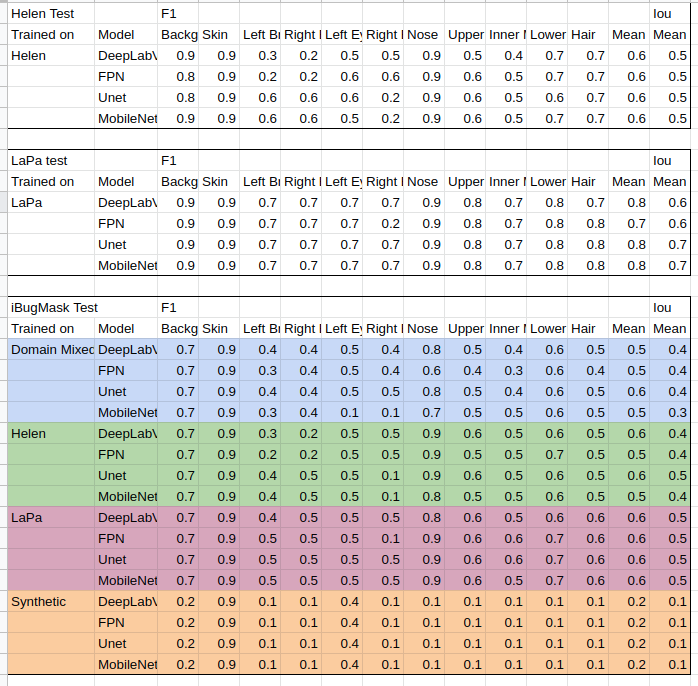 Helen Test F1 Iou
Trained on Model Backg Skin Left Br Right Left Ey Right Nose Upper Inner Lower Hair Mean Mean
Helen DeepLabV 0.9 0.9 0.3 0.2 0.5 0.5 0.9 0.5 0.4 0.7 0.7 0.6 0.5
FPN 0.8 0.9 0.2 0.2 0.6 0.6 0.9 0.6 0.5 0.7 0.7 0.6 0.5
Unet 0.8 0.9 0.6 0.6 0.6 0.2 0.9 0.6 0.5 0.6 0.7 0.6 0.5
MobileNet 0.9 0.9 0.6 0.6 0.5 0.2 0.9 0.6 0.5 0.7 0.7 0.6 0.5
LaPa test F1 Iou
Trained on Model Backg Skin Left Br Right Left Ey Right Nose Upper Inner Lower Hair Mean Mean
LaPa DeepLabV 0.9 0.9 0.7 0.7 0.7 0.7 0.9 0.8 0.7 0.8 0.7 0.8 0.6
FPN 0.9 0.9 0.7 0.7 0.7 0.2 0.9 0.8 0.7 0.8 0.8 0.7 0.6
Unet 0.9 0.9 0.7 0.7 0.7 0.7 0.9 0.8 0.7 0.8 0.8 0.8 0.7
MobileNet 0.9 0.9 0.7 0.7 0.7 0.7 0.9 0.8 0.7 0.8 0.8 0.8 0.7
iBugMask Test F1 Iou
Trained on Model Backg Skin Left Br Right Left Ey Right Nose Upper Inner Lower Hair Mean Mean
Domain Mixed DeepLabV 0.7 0.9 0.4 0.4 0.5 0.4 0.8 0.5 0.4 0.6 0.5 0.5 0.4
FPN 0.7 0.9 0.3 0.4 0.5 0.4 0.6 0.4 0.3 0.6 0.4 0.5 0.4
Unet 0.7 0.9 0.4 0.4 0.5 0.5 0.8 0.5 0.4 0.6 0.5 0.5 0.4
MobileNet 0.7 0.9 0.3 0.4 0.1 0.1 0.7 0.5 0.5 0.6 0.5 0.5 0.3
Helen DeepLabV 0.7 0.9 0.3 0.2 0.5 0.5 0.9 0.6 0.5 0.6 0.5 0.6 0.4
FPN 0.7 0.9 0.2 0.2 0.5 0.5 0.9 0.5 0.5 0.7 0.5 0.5 0.4
Unet 0.7 0.9 0.4 0.5 0.5 0.1 0.9 0.6 0.5 0.6 0.5 0.6 0.5
MobileNet 0.7 0.9 0.4 0.5 0.5 0.1 0.8 0.5 0.5 0.6 0.5 0.5 0.4
LaPa DeepLabV 0.7 0.9 0.4 0.5 0.5 0.5 0.8 0.6 0.5 0.6 0.6 0.6 0.5
FPN 0.7 0.9 0.5 0.5 0.5 0.1 0.9 0.6 0.6 0.7 0.6 0.6 0.5
Unet 0.7 0.9 0.5 0.5 0.5 0.5 0.9 0.6 0.6 0.7 0.6 0.6 0.5
MobileNet 0.7 0.9 0.5 0.5 0.5 0.5 0.9 0.6 0.5 0.7 0.6 0.6 0.5
Synthetic DeepLabV 0.2 0.9 0.1 0.1 0.4 0.1 0.1 0.1 0.1 0.1 0.1 0.2 0.1
FPN 0.2 0.9 0.1 0.1 0.4 0.1 0.1 0.1 0.1 0.1 0.1 0.2 0.1
Unet 0.2 0.9 0.1 0.1 0.4 0.1 0.1 0.1 0.1 0.1 0.1 0.2 0.1
MobileNet 0.2 0.9 0.1 0.1 0.4 0.1 0.1 0.1 0.1 0.1 0.1 0.2 0.1